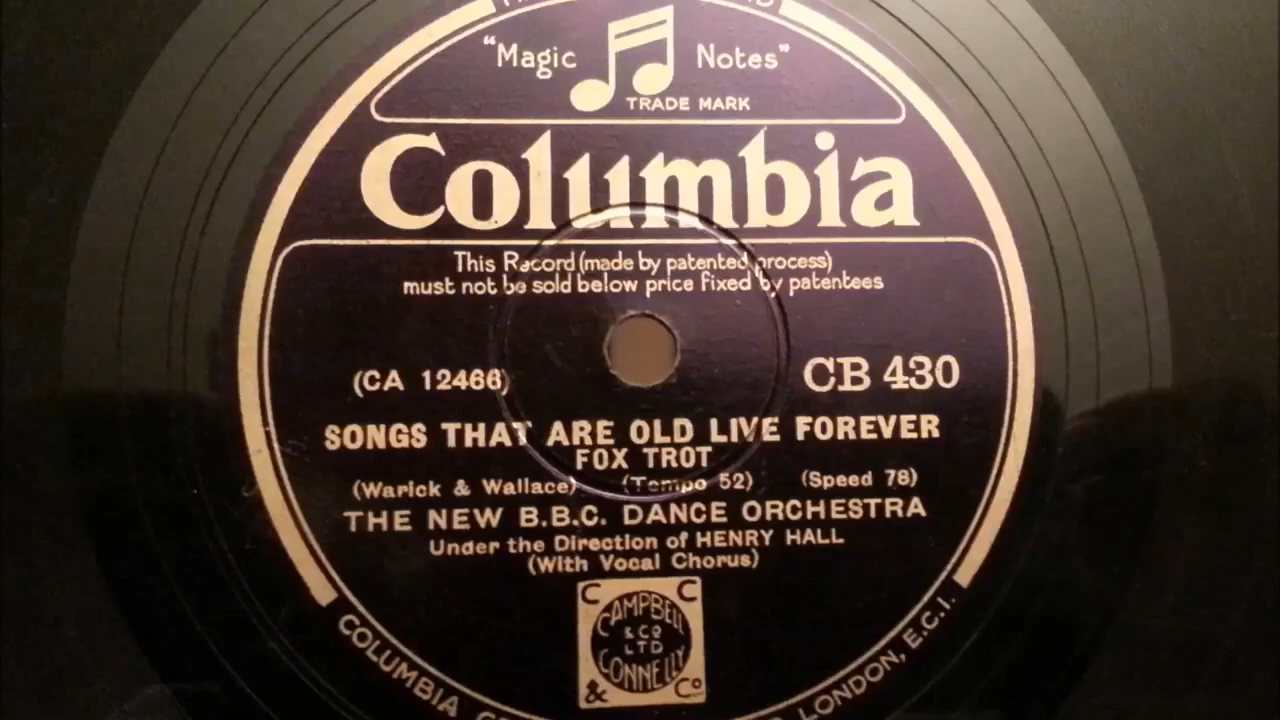 "Magic Notes"
TRADE MARK
Columbia
This Record (made by patented process)
must not be sold below price fixed by patentees
(CA 12466)
CB 430
SONGS THAT ARE OLD LIVE FOREVER
FOX TROT
(Warick & Wallace) (Tempo 52) (Speed 78)
THE NEW B.B.C. DANCE ORCHESTRA
Under the Direction of HENRY HALL
(With Vocal Chorus)
C C
CAMPBELL
& CO
LTD
CONNELLY
& Co
COLUMBIA
LONDON, E.C.I.